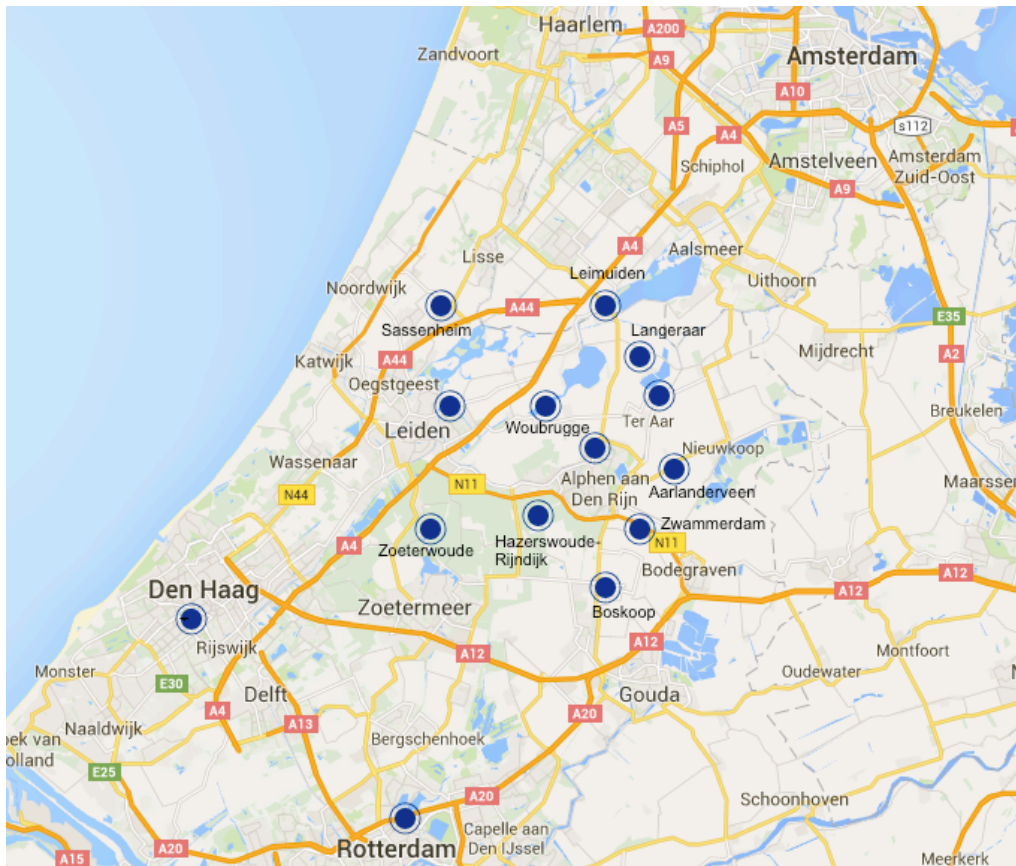 Haarlem
A200
Zandvoort
A9
Amsterdam
A10
A5
A4
s112
Schiphol
Amstelveen
Amsterdam
Zuid-Oost
A9
A4
Aalsmeer
Lisse
Leimuiden
Uithoorn
Noordwijk
A44
E35
Sassenheim
Langeraar
Mijdrecht
A2
Katwijk
A44
Oegstgeest
Breukelen
Leiden
Woubrugge
Ter Aar
Nieuwkoop
Wassenaar
Alphen aan
Den Rijn
Maarssen
N11
Aarlanderveen
N44
Zwammerdam
A4
Zoeterwoude
Hazerswoude-
Rijndijk
N11
Bodegraven
A12
Den Haag
Zoetermeer
Boskoop
A12
Rijswijk
A12
A12
Montfoort
Monster
E30
Oudewater
Delft
Gouda
A4
A13
A20
Naaldwijk
Bergschenhoek
oek van
olland
E25
A20
Schoonhoven
Capelle aan
Den IJssel
Rotterdam
A20
A15
Meerkerk